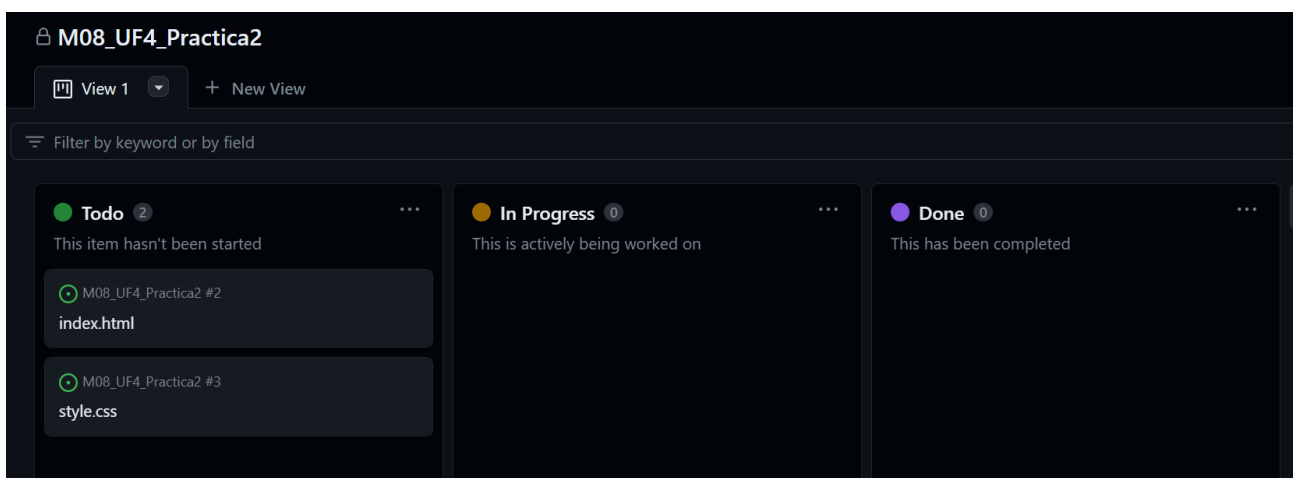 M08_UF4_Practica2
View 1
New View
Filter by keyword or by field
Todo 2
This item hasn't been started
M08_UF4_Practica2 #2
index.html
M08_UF4_Practica2 #3
style.css
In Progress 0
This is actively being worked on
Done 0
This has been completed